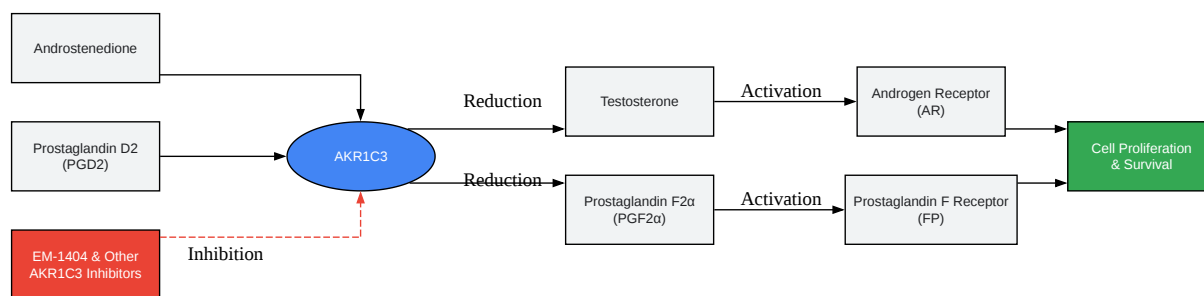 Androstenedione
Prostaglandin D2
(PGD2)
EM-1404 & Other
AKR1C3 Inhibitors
Inhibition
AKR1C3
Reduction
Reduction
Testosterone
Prostaglandin F2α
(PGF2α)
Activation
Activation
Androgen Receptor
(AR)
Prostaglandin F Receptor
(FP)
Cell Proliferation
& Survival